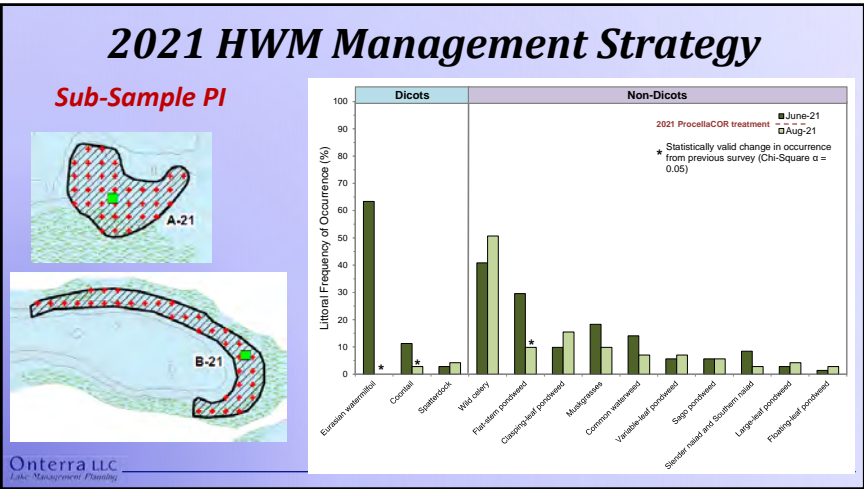 2021 HWM Management Strategy
Sub-Sample PI
A-21
B-21
Dicots
Non-Dicots
Littoral Frequency of Occurrence (%)
100
90
80
70
60
50
40
30
20
10
0
June-21
2021 ProcellaCOR treatment
Aug-21
* Statistically valid change in occurrence
from previous survey (Chi-Square α =
0.05)
*
*
*
Eurasian watermilfoil
Coontail
Spatterdock
Wild celery
Flat-stem pondweed
Clasping-leaf pondweed
Muskgrasses
Common waterweed
Variable-leaf pondweed
Sago pondweed
Slender naiad and Southern naiad
Large-leaf pondweed
Floating-leaf pondweed
Onterra LLC
Lake Management Planning